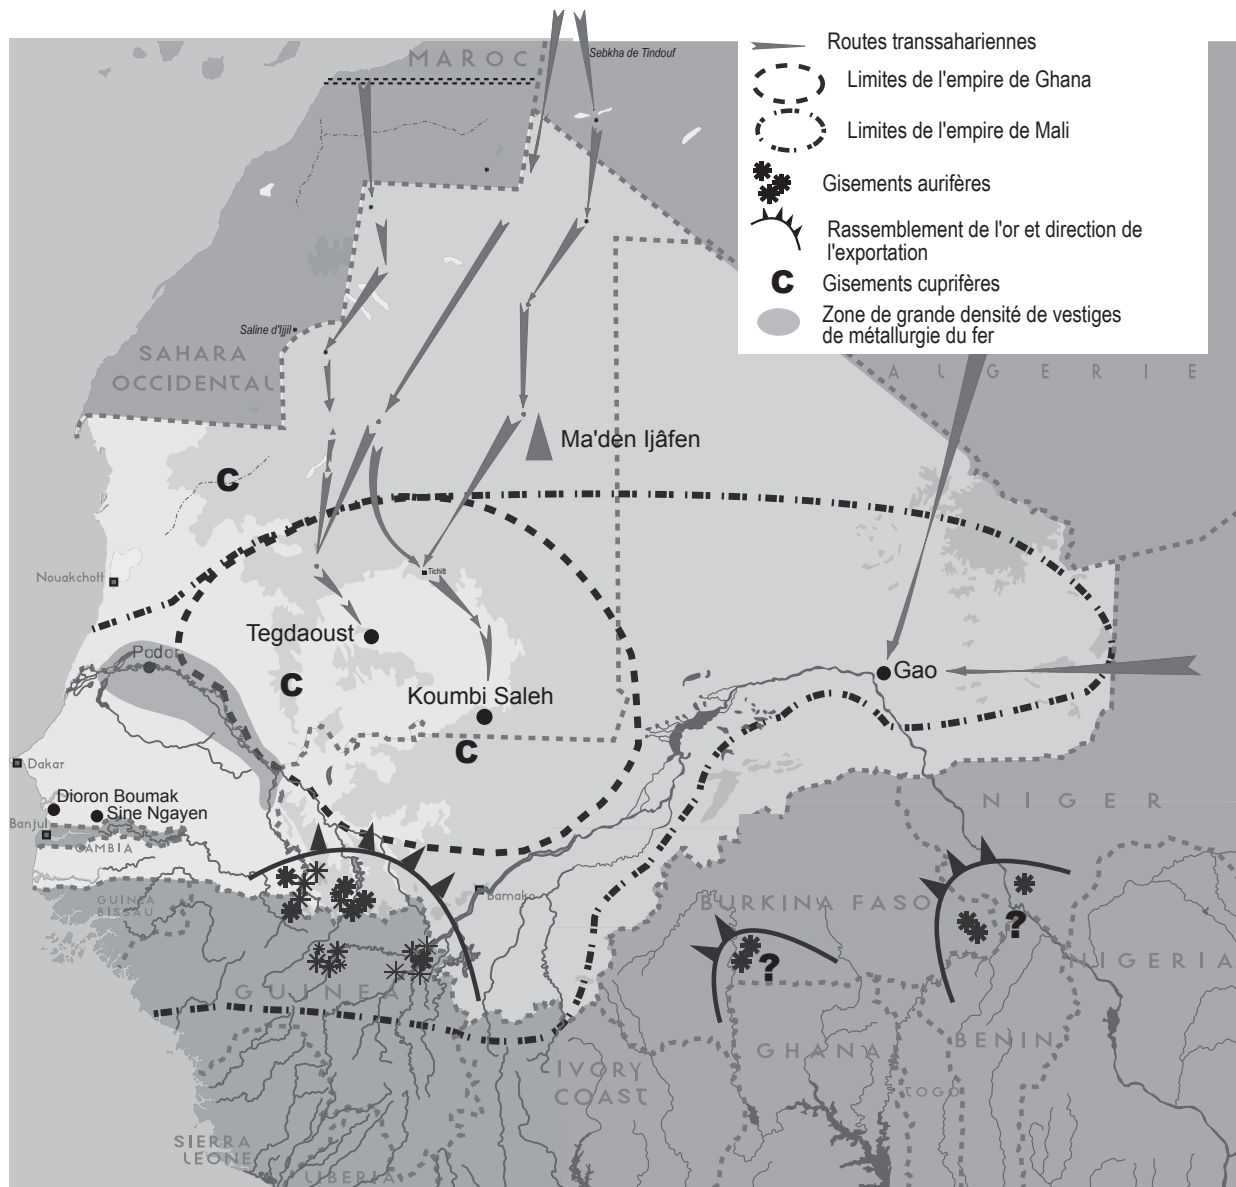 MAROC
Sebkha de Tindouf
Routes transsahariennes
Limites de l'empire de Ghana
Limites de l'empire de Mali
Gisements aurifères
Rassemblement de l'or et direction de
l'exportation
C Gisements cuprifères
Zone de grande densité de vestiges
de métallurgie du fer
Saline d'Ijjil
SAHARA
OCCIDENTAL
ALGERIE
Ma'den Ijâfen
C
Nouakchott
Tichitt
Tegdaoust
Podor
Gao
C
Koumbi Saleh
C
Dakar
Dioron Boumak
Sine Ngayen
Banjul
GAMBIA
NIGER
GUINEA
BISSAU
Bamako
BURKINA FASO
?
?
NIGERIA
GUINEA
GHANA
BENIN
IVORY
COAST
TOGO
SIERRA
LEONE
LIBERIA